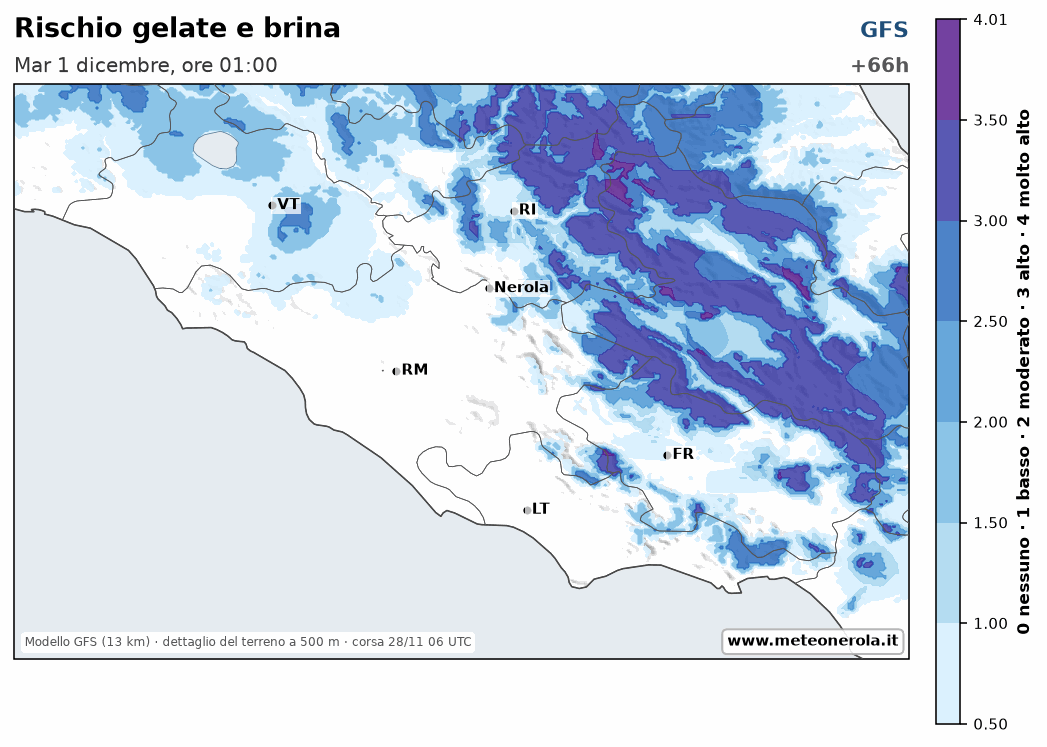 Rischio gelate e brina
GFS
Mar 1 dicembre, ore 01:00
+66h
4.01
3.50
3.00
2.50
2.00
1.50
1.00
0.50
0 nessuno · 1 basso · 2 moderato · 3 alto · 4 molto alto
VT
RI
Nerola
RM
FR
LT
Modello GFS (13 km) · dettaglio del terreno a 500 m · corsa 28/11 06 UTC
www.meteonerola.it